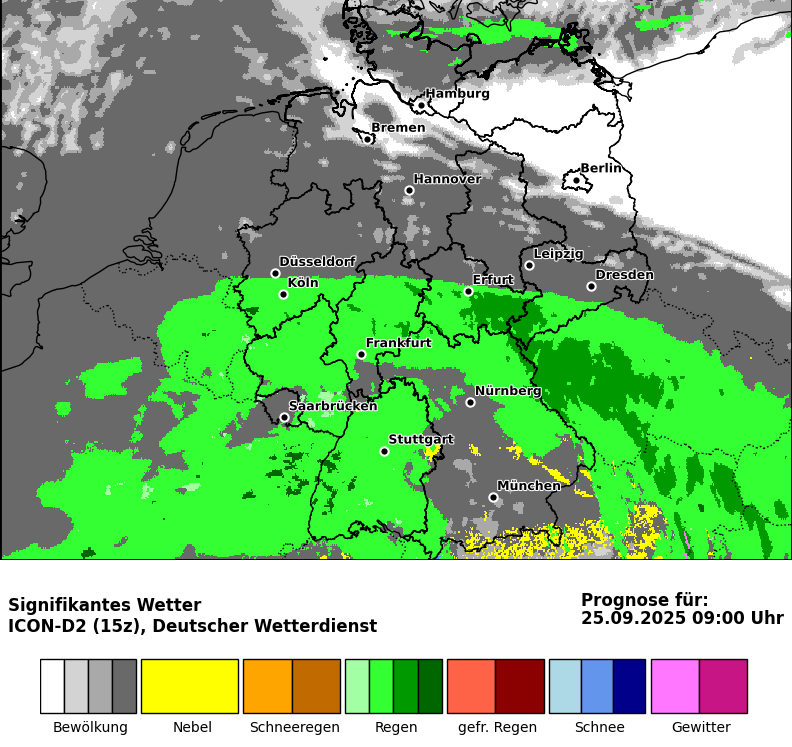 Hamburg
Bremen
Berlin
Hannover
Leipzig
Düsseldorf
Dresden
Köln
Erfurt
Frankfurt
Nürnberg
Saarbrücken
Stuttgart
München
Signifikantes Wetter
ICON-D2 (15z), Deutscher Wetterdienst
Prognose für:
25.09.2025 09:00 Uhr
Bewölkung Nebel Schneeregen Regen gefr. Regen Schnee Gewitter